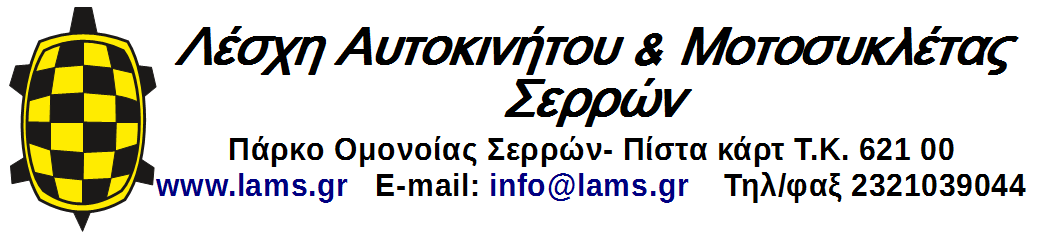 Λέσχη Αυτοκινήτου & Μοτοσυκλέτας
Σερρών
Πάρκο Ομονοίας Σερρών- Πίστα κάρτ Τ.Κ. 621 00
www.lams.gr E-mail: info@lams.gr Τηλ/φαξ 2321039044